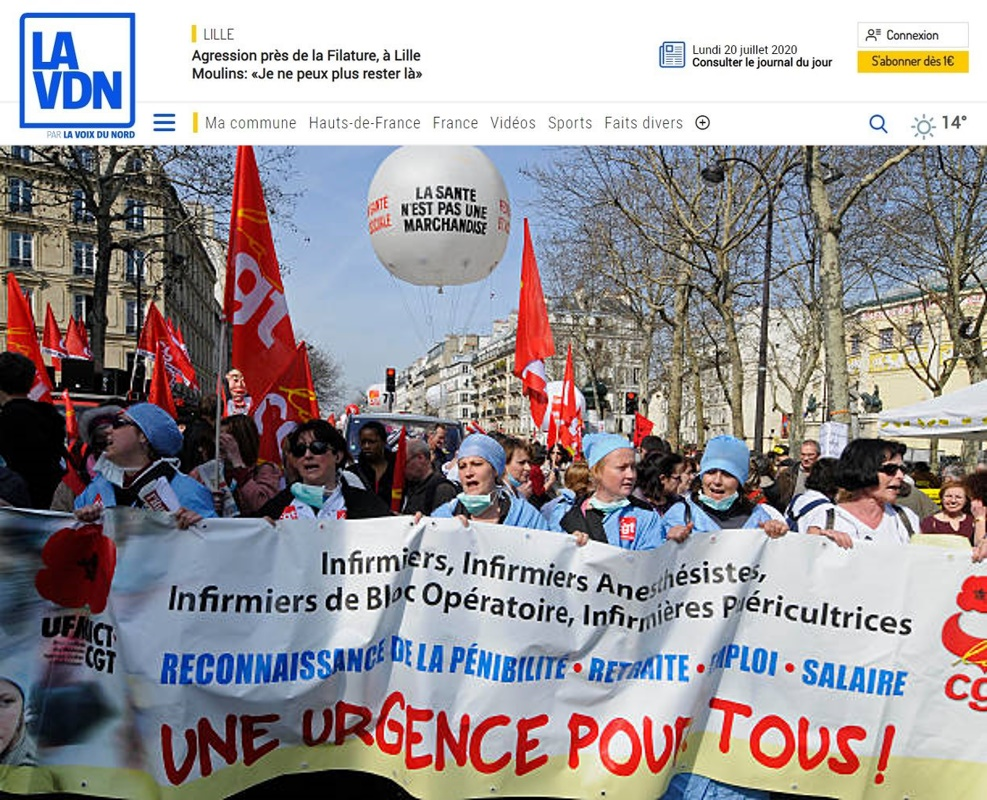 LA
VDN
PAR LA VOIX DU NORD
LILLE
Agression près de la Filature, à Lille
Moulins: «Je ne peux plus rester là»
Lundi 20 juillet 2020
Consulter le journal du jour
Connexion
S'abonner dès 1€
Ma commune Hauts-de-France France Vidéos Sports Faits divers
14°
LA SANTE
N'EST PAS UNE
MARCHANDISE
SANTE
SOCIALE
cgt
cgt
Infirmiers, Infirmiers Anesthésistes,
Infirmiers de Bloc Opératoire, Infirmières Puéricultrices
RECONNAISSANCE DE LA PÉNIBILITÉ • RETRAITE • EMPLOI • SALAIRE
UNE URGENCE POUR TOUS !
CGT
cgt